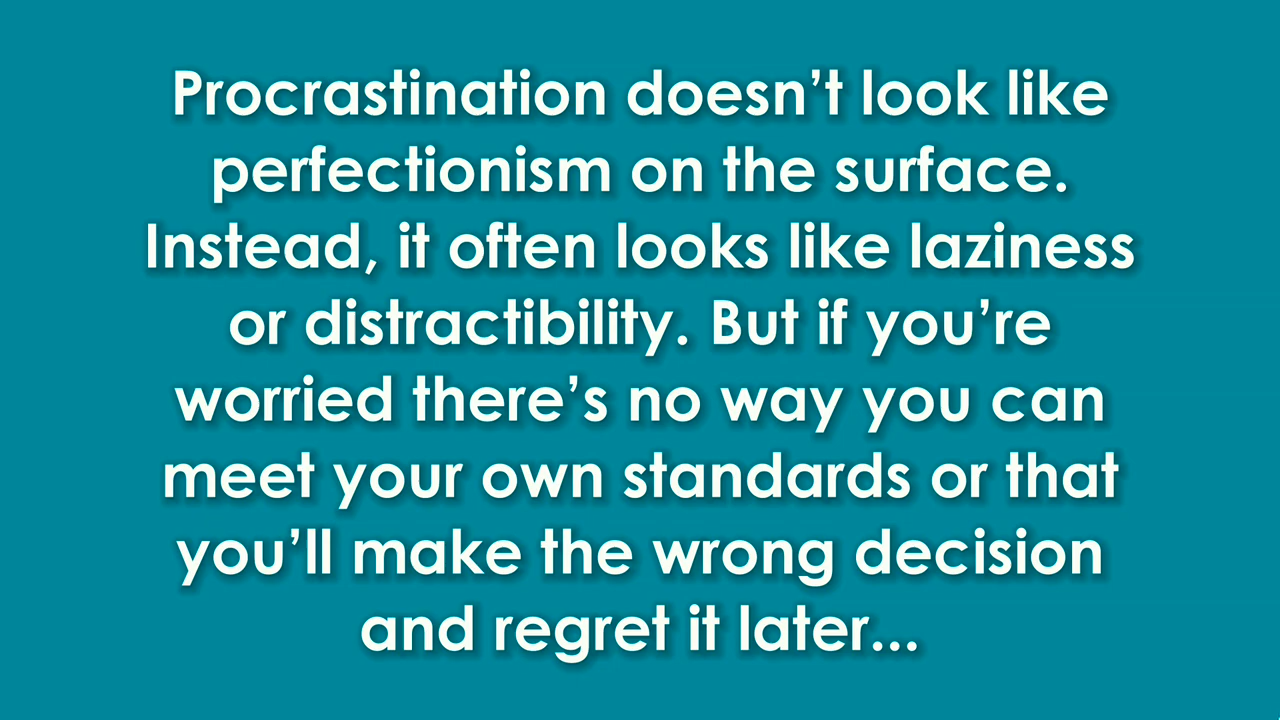 Procrastination doesn’t look like
perfectionism on the surface.
Instead, it often looks like laziness
or distractibility. But if you’re
worried there’s no way you can
meet your own standards or that
you’ll make the wrong decision
and regret it later...